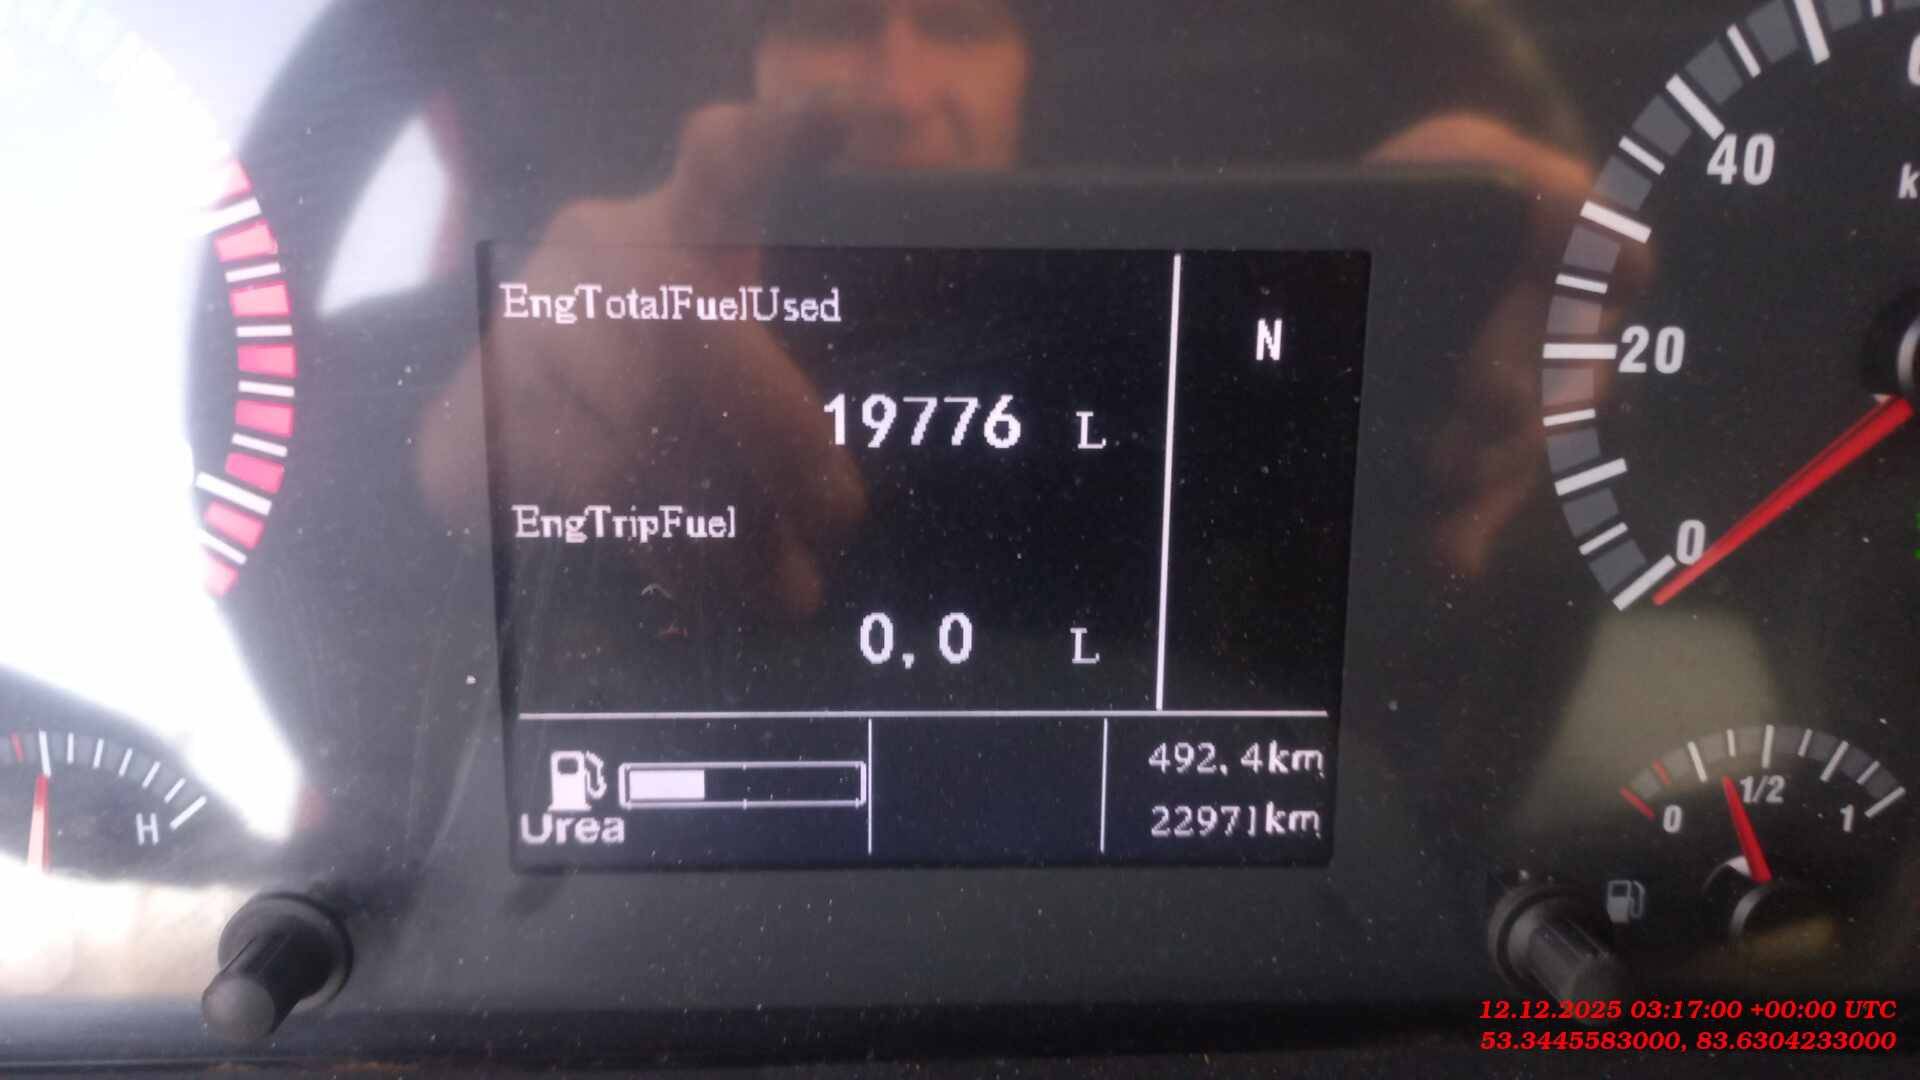 EngTotalFuelUsed
N
19776 L
EngTripFuel
0,0 L
Urea
492,4km
22971km
40
20
0
H
0
1/2
1
12.12.2025 03:17:00 +00:00 UTC
53.3445583000, 83.6304233000